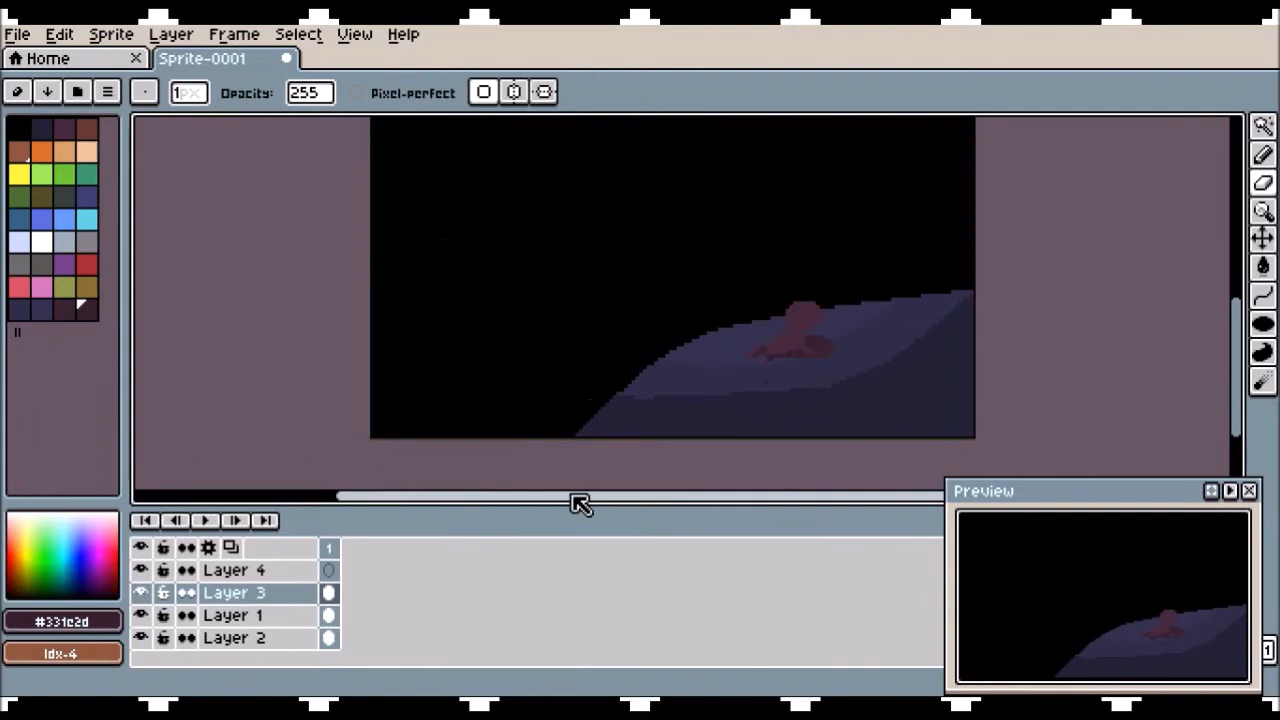 File Edit Sprite Layer Frame Select View Help
Home Sprite-0001
1px Opacity: 255 Pixel-perfect
Preview
1
Layer 4
Layer 3
Layer 1
Layer 2
#331e2d
Idx-4
1